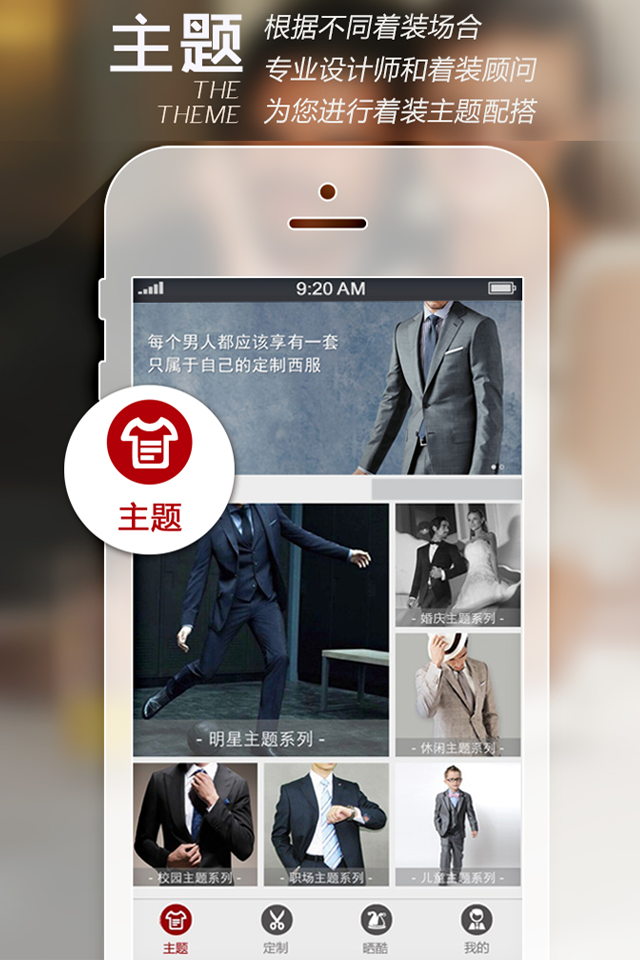 主题
THE
THEME
根据不同着装场合
专业设计师和着装顾问
为您进行着装主题配搭
9:20 AM
每个男人都应该享有一套
只属于自己的定制西服
主题
- 明星主题系列 -
- 婚庆主题系列 -
- 休闲主题系列 -
- 校园主题系列 -
- 职场主题系列 -
- 儿童主题系列 -
主题
定制
晒酷
我的